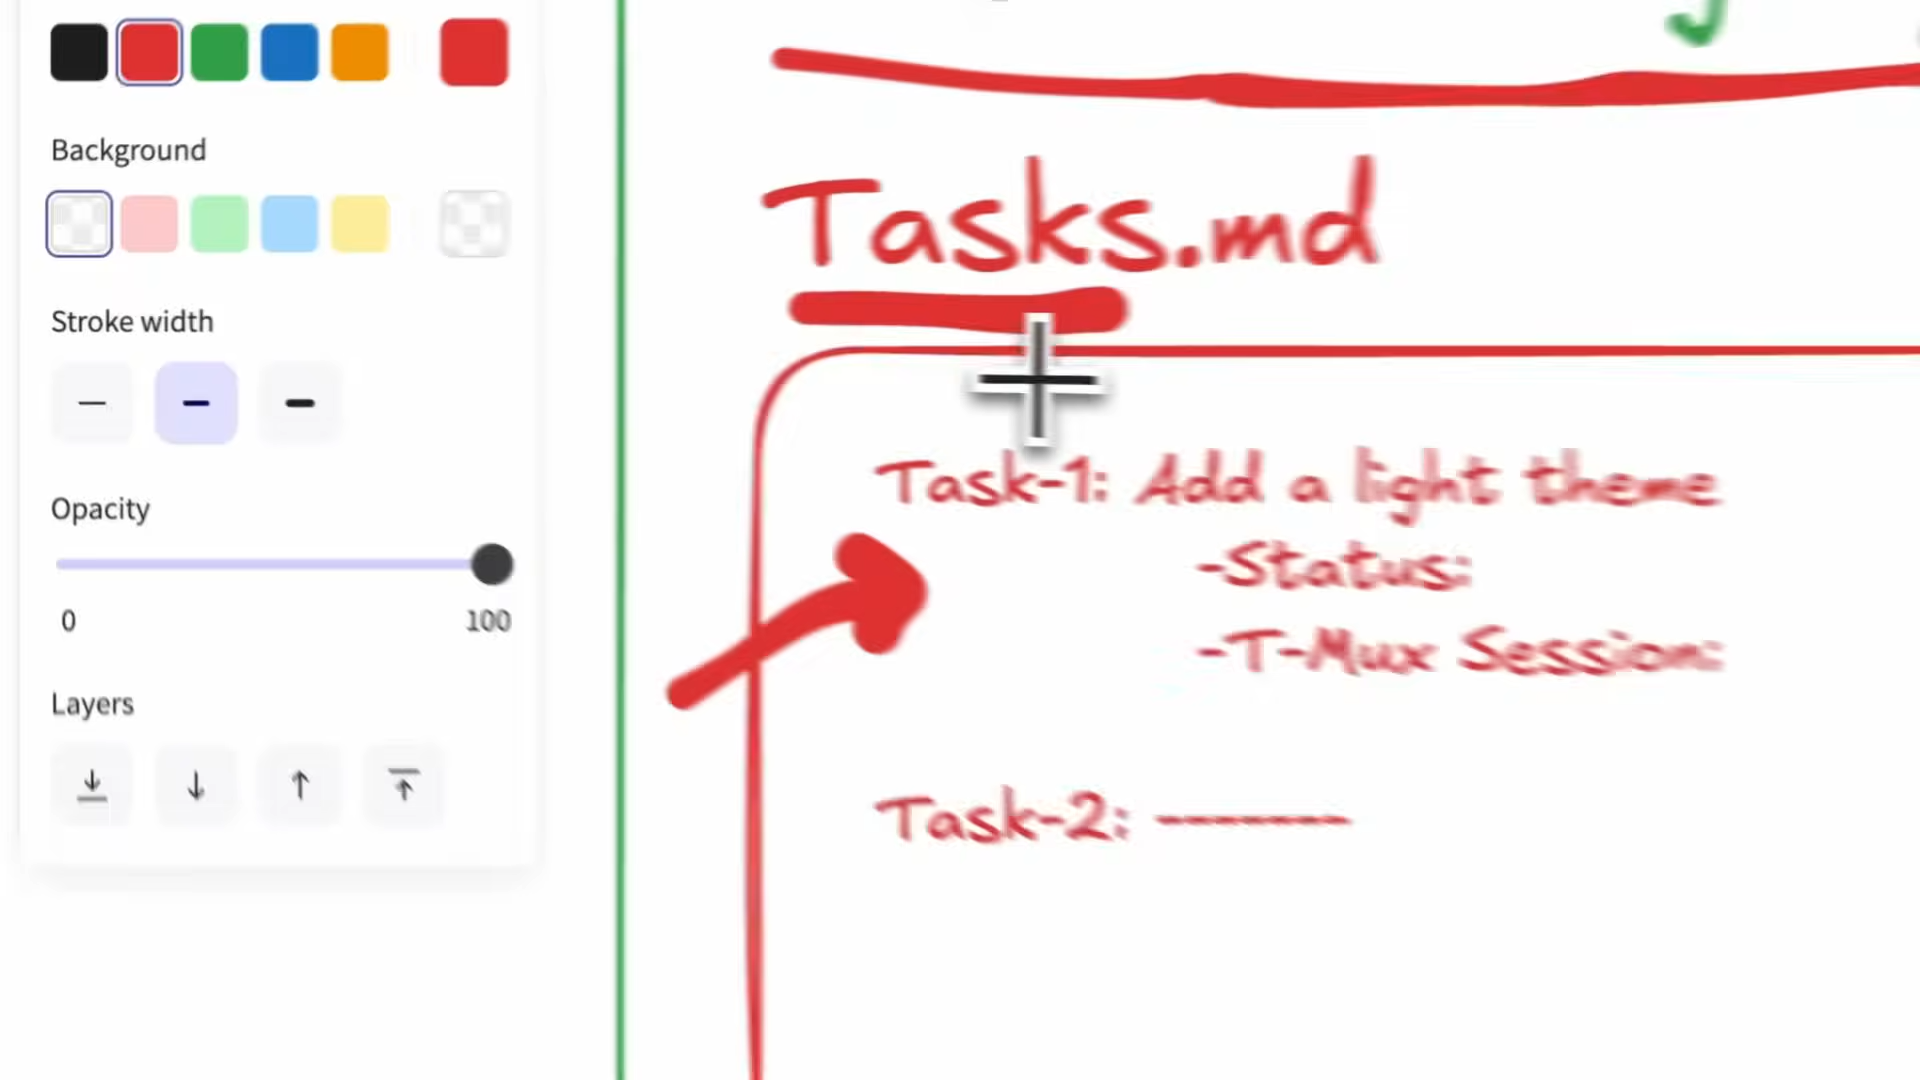 Background
Stroke width
Opacity
0 100
Layers
Tasks.md
Task-1: Add a light theme
-Status:
-T-Mux Session:
Task-2: -------